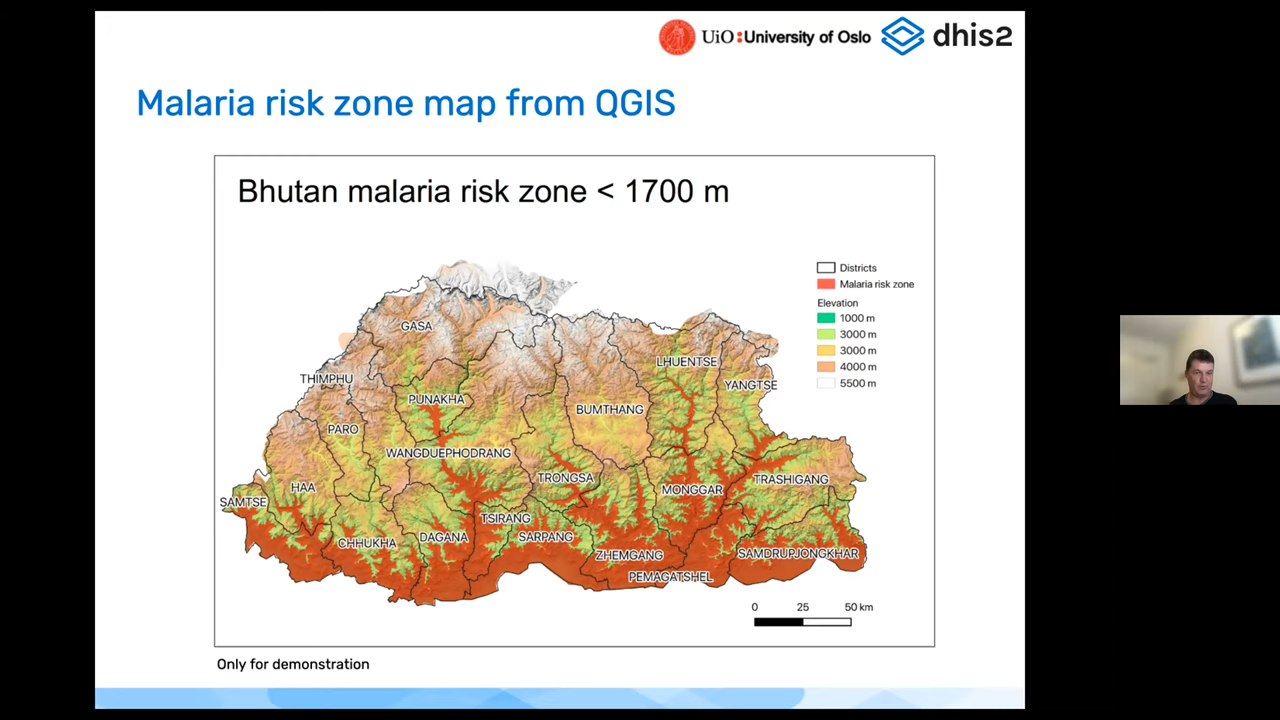 UiO:University of Oslo dhis2
Malaria risk zone map from QGIS
Bhutan malaria risk zone < 1700 m
Districts
Malaria risk zone
Elevation
1000 m
3000 m
3000 m
4000 m
5500 m
GASA
LHUENTSE
THIMPHU
YANGTSE
PUNAKHA
BUMTHANG
PARO
WANGDUEPHODRANG
TRONGSA
TRASHIGANG
HAA
MONGGAR
SAMTSE
TSIRANG
CHHUKHA
DAGANA
SARPANG
ZHEMGANG
SAMDRUPJONGKHAR
PEMAGATSHEL
0 25 50 km
Only for demonstration